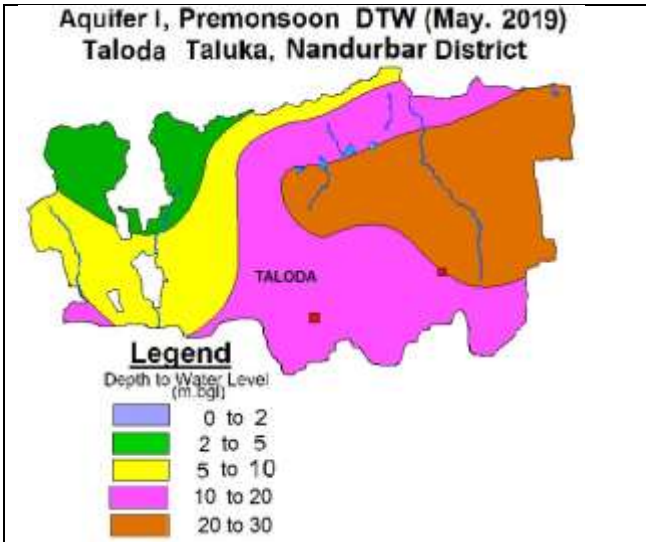 Aquifer I, Premonsoon DTW (May. 2019)
Taloda Taluka, Nandurbar District
TALODA
Legend
Depth to Water Level
(m.bgl)
0 to 2
2 to 5
5 to 10
10 to 20
20 to 30